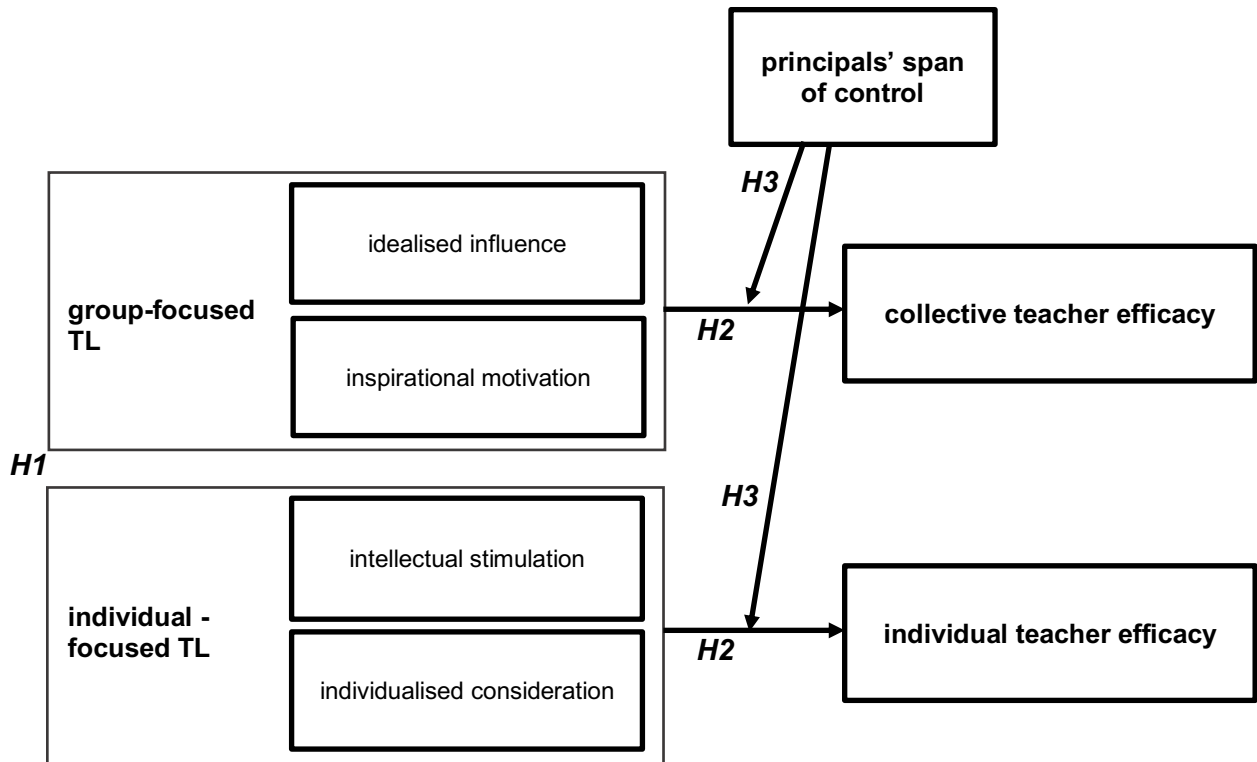 principals’ span
of control
H3
idealised influence
group-focused
TL
H2
collective teacher efficacy
inspirational motivation
H1
H3
intellectual stimulation
individual -
focused TL
H2
individual teacher efficacy
individualised consideration